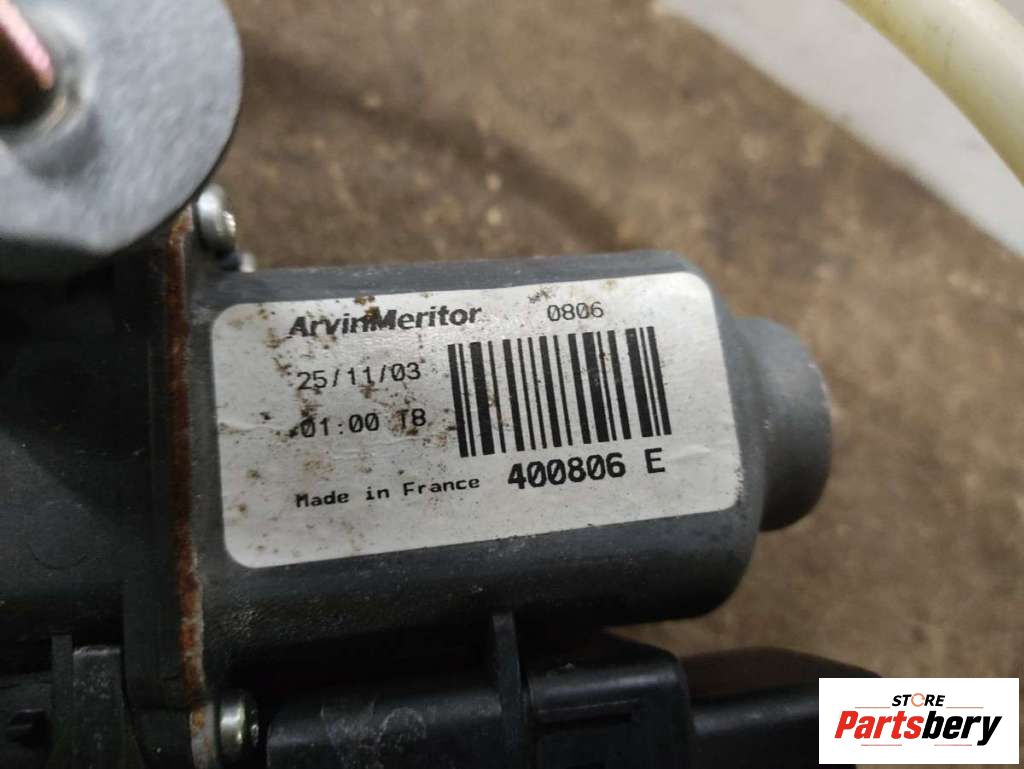 ArvinMeritor 0806
25/11/03
01:00 T8
Made in France 400806 E
STORE
Partsbery